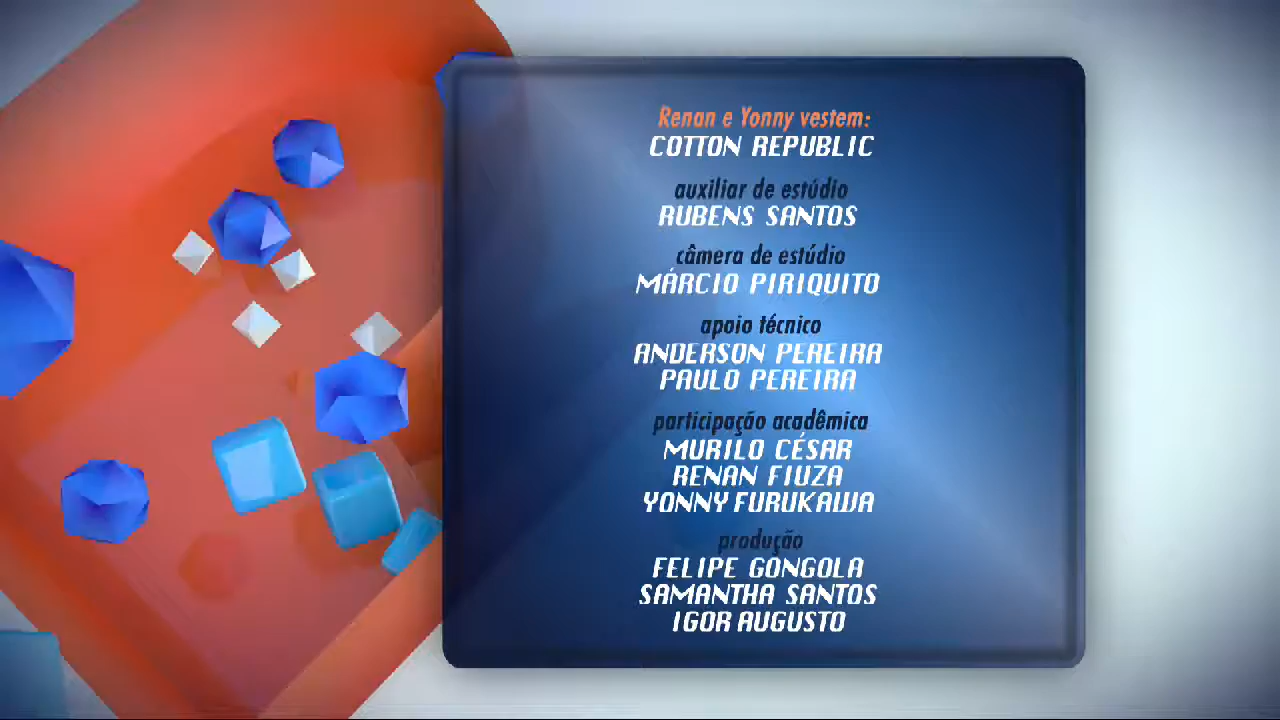 Renan e Yonny vestem:
COTTON REPUBLIC
auxiliar de estúdio
RUBENS SANTOS
câmera de estúdio
MÁRCIO PIRIQUITO
apoio técnico
ANDERSON PEREIRA
PAULO PEREIRA
participação acadêmica
MURILO CÉSAR
RENAN FIUZA
YONNY FURUKAWA
produção
FELIPE GONGOLA
SAMANTHA SANTOS
IGOR AUGUSTO